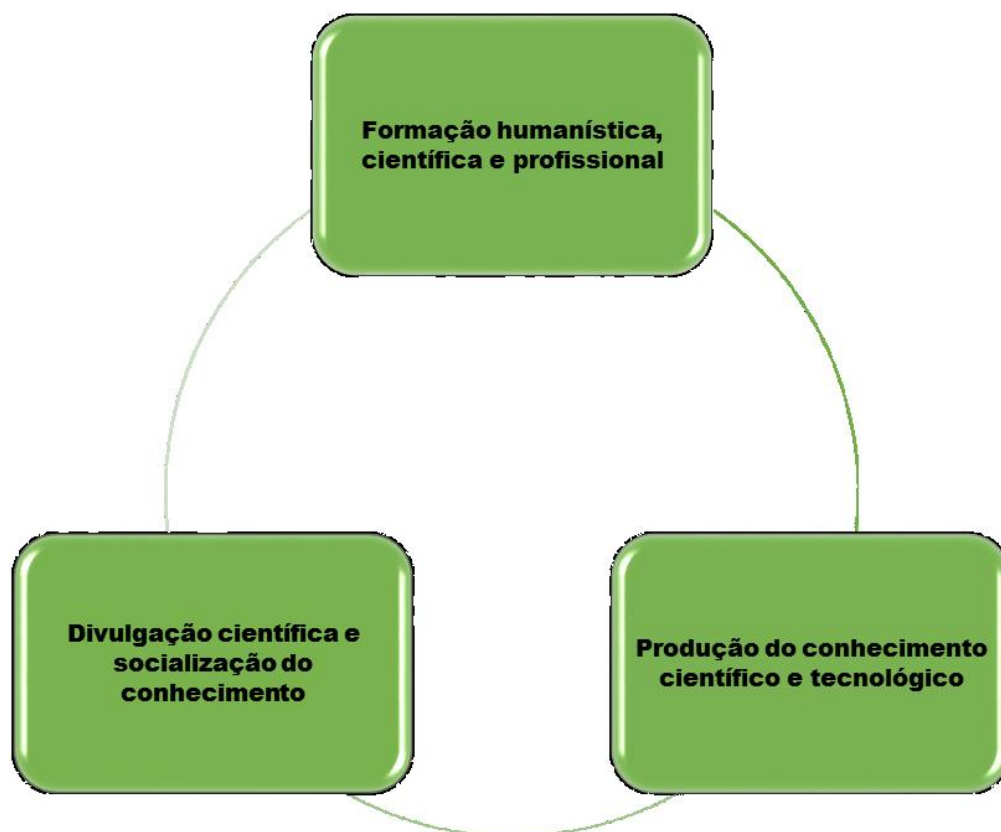 Formação humanística,
científica e profissional
Divulgação científica e
socialização do
conhecimento
Produção do conhecimento
científico e tecnológico